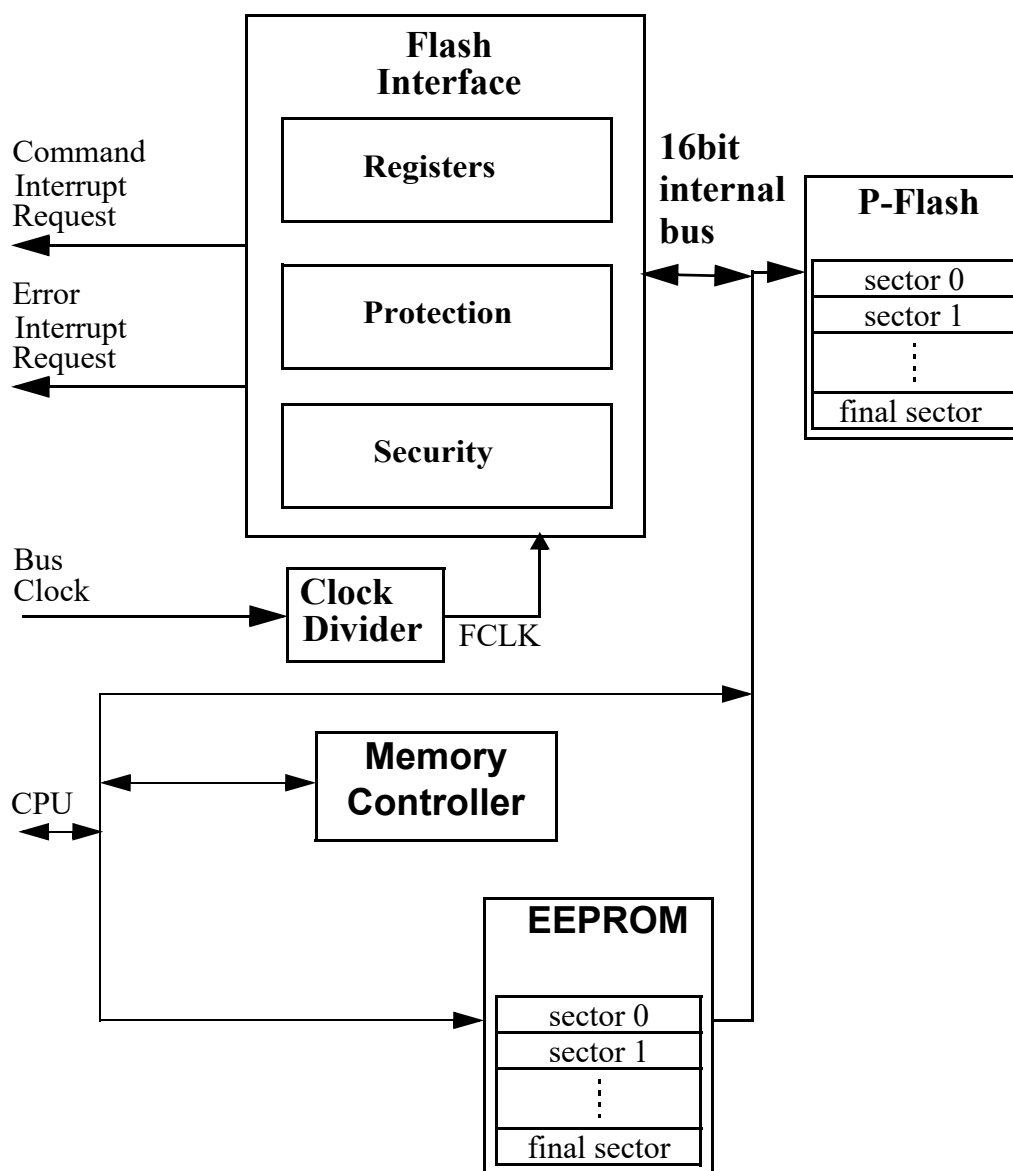 Flash
Interface
Registers
Protection
Security
Command
Interrupt
Request
Error
Interrupt
Request
16bit
internal
bus
P-Flash
sector 0
sector 1
final sector
Bus
Clock
Clock
Divider
FCLK
Memory
Controller
CPU
EEPROM
sector 0
sector 1
final sector